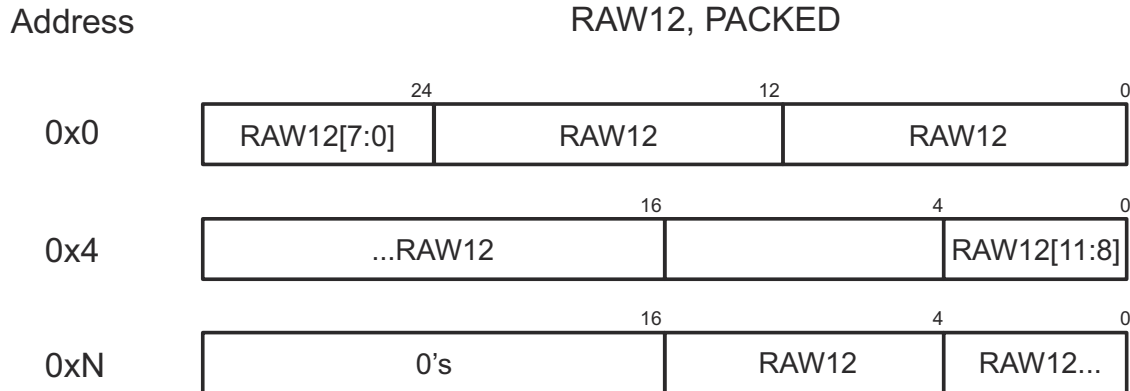 Address RAW12, PACKED
24 12 0
0x0 RAW12[7:0] RAW12 RAW12
16 4 0
0x4 ...RAW12 RAW12[11:8]
16 4 0
0xN 0's RAW12 RAW12...